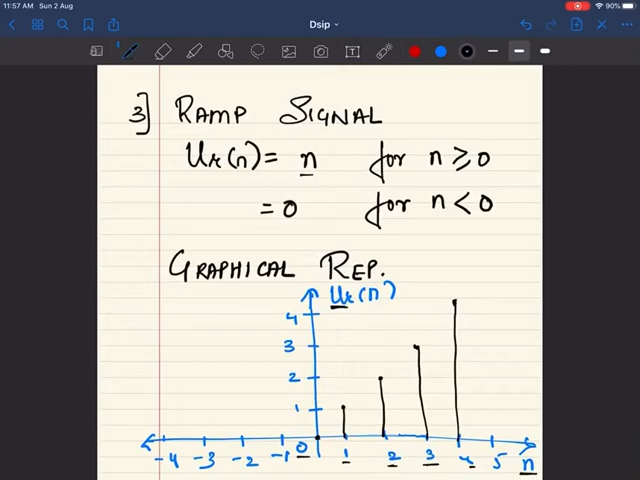 11:57 AM Sun 2 Aug 90%
Dsip
3] RAMP SIGNAL
Ur(n) = n for n ≥ 0
= 0 for n < 0
GRAPHICAL REP.
Ur(n)
4
3
2
1
-4 -3 -2 -1 0 1 2 3 4 5 n